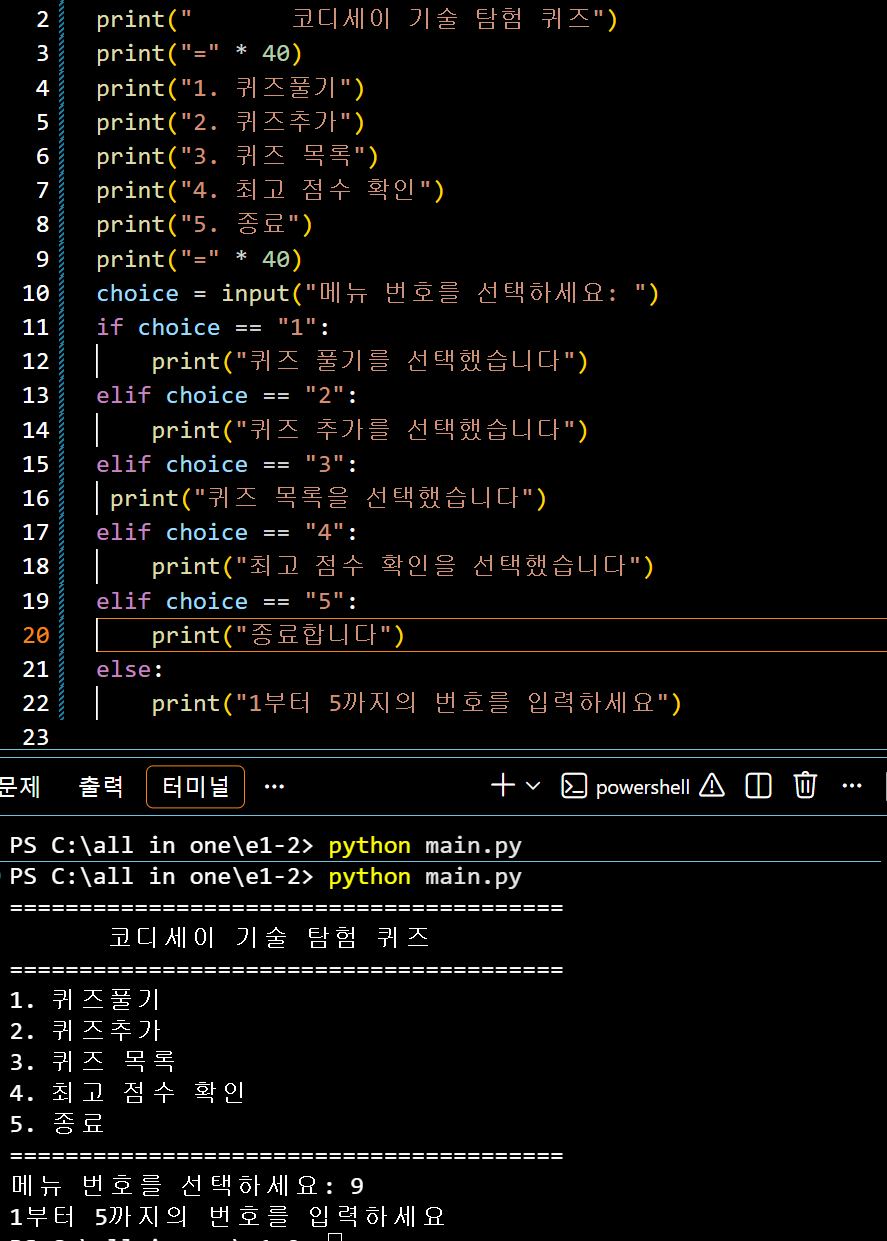 2 print("       코디세이 기술 탐험 퀴즈")
3 print("=" * 40)
4 print("1. 퀴즈풀기")
5 print("2. 퀴즈추가")
6 print("3. 퀴즈 목록")
7 print("4. 최고 점수 확인")
8 print("5. 종료")
9 print("=" * 40)
10 choice = input("메뉴 번호를 선택하세요: ")
11 if choice == "1":
12     print("퀴즈 풀기를 선택했습니다")
13 elif choice == "2":
14     print("퀴즈 추가를 선택했습니다")
15 elif choice == "3":
16  print("퀴즈 목록을 선택했습니다")
17 elif choice == "4":
18     print("최고 점수 확인을 선택했습니다")
19 elif choice == "5":
20     print("종료합니다")
21 else:
22     print("1부터 5까지의 번호를 입력하세요")
23
문제 출력 터미널 ··· powershell ···
PS C:\all in one\e1-2> python main.py
PS C:\all in one\e1-2> python main.py
========================================
       코디세이 기술 탐험 퀴즈
========================================
1. 퀴즈풀기
2. 퀴즈추가
3. 퀴즈 목록
4. 최고 점수 확인
5. 종료
========================================
메뉴 번호를 선택하세요: 9
1부터 5까지의 번호를 입력하세요